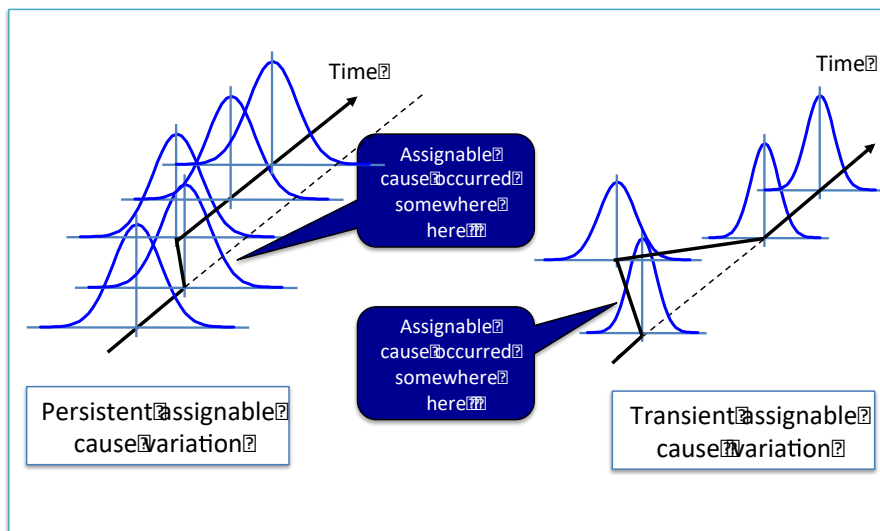 Time⍰
Time⍰
Assignable⍰
cause⍰occurred⍰
somewhere⍰
here⍰⍰⍰
Assignable⍰
cause⍰occurred⍰
somewhere⍰
here⍰⍰⍰
Persistent⍰assignable⍰
cause⍰variation⍰
Transient⍰assignable⍰
cause⍰variation⍰